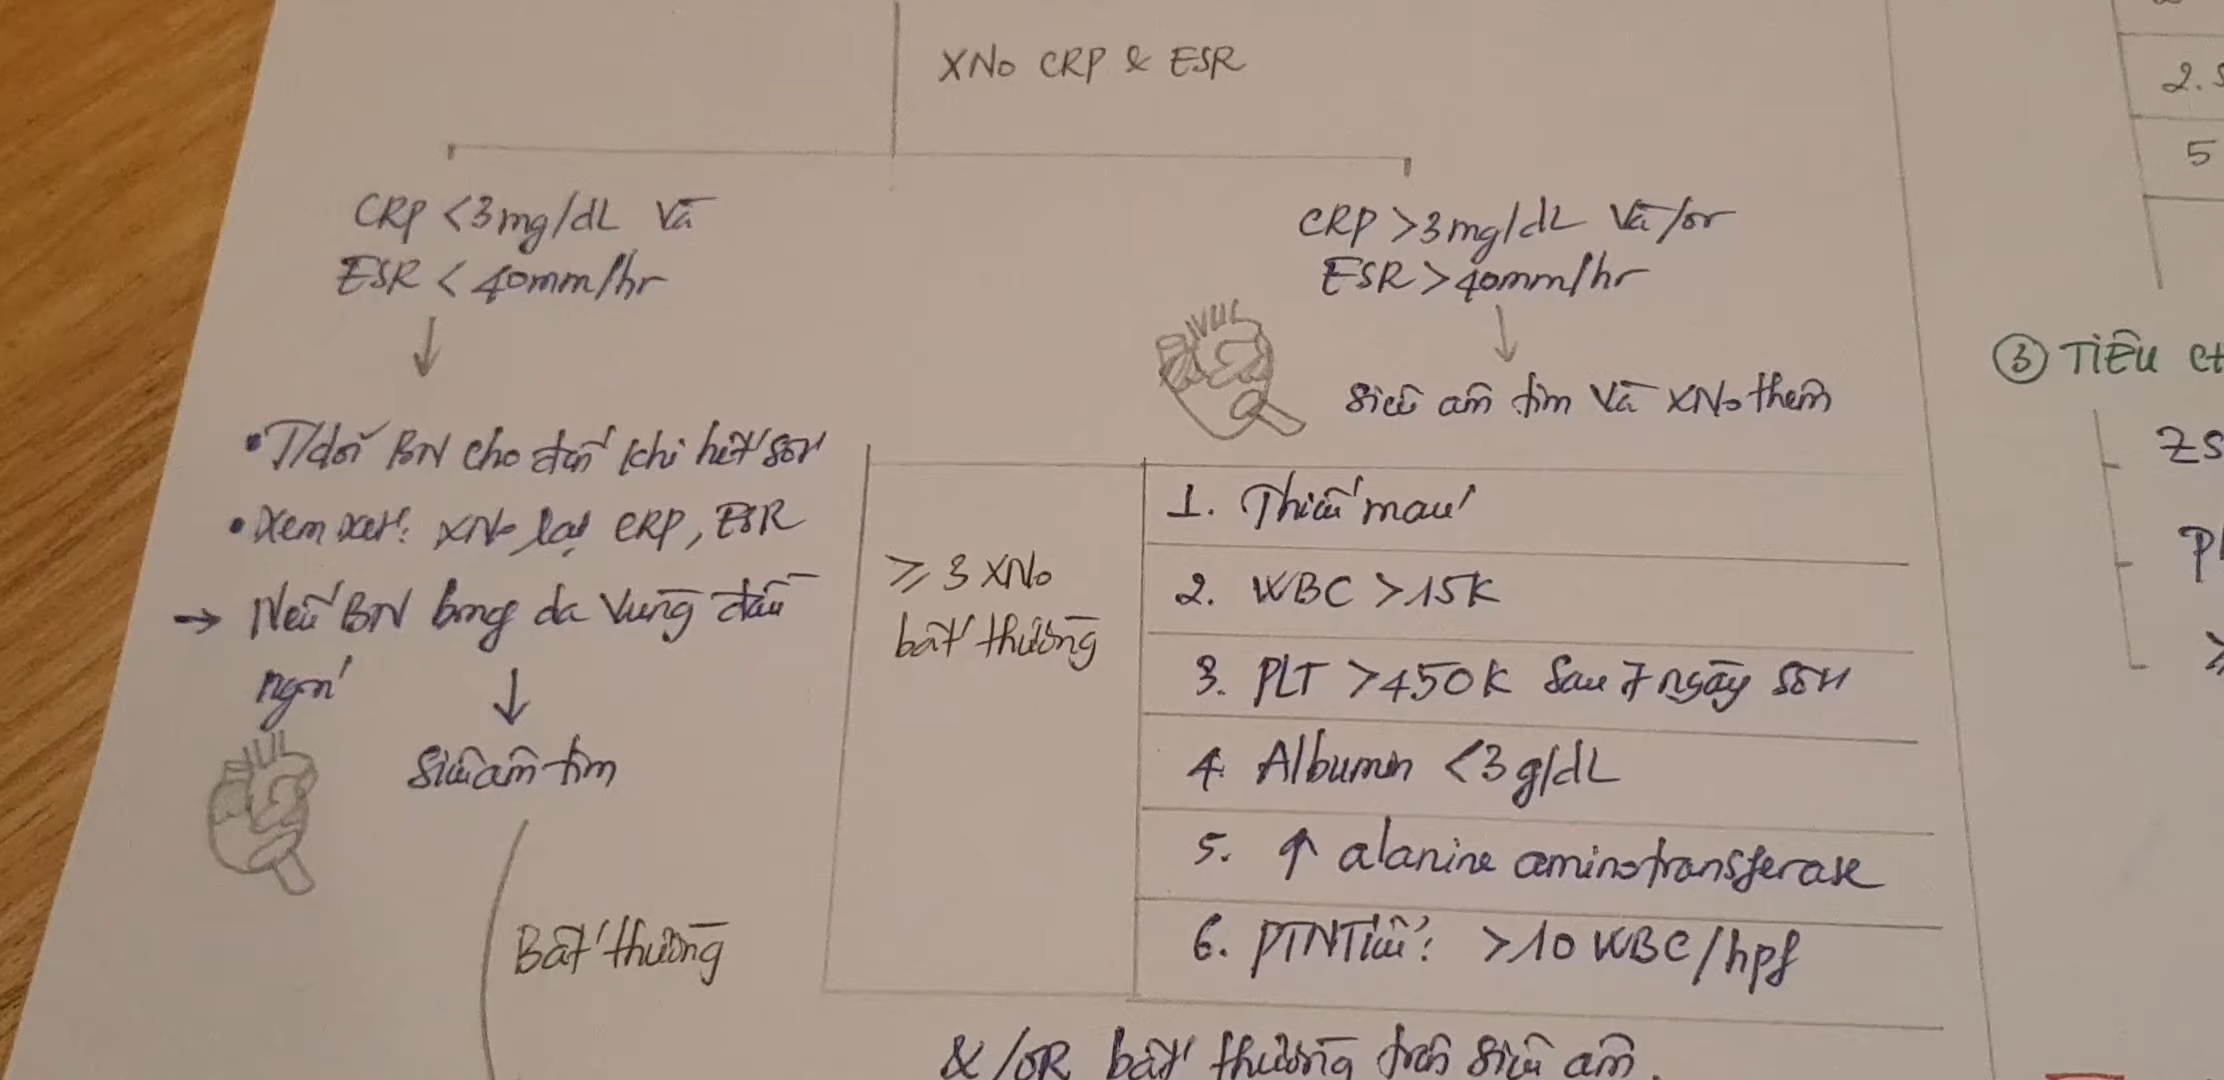 XNo CRP & ESR
CRP <3mg/dL và
ESR < 40mm/hr
• T/dõi BN cho đến khi hết sốt
• Xem xét: XNo lại CRP, ESR
→ Nếu BN bong da vùng đầu
ngón
Siêu âm tim
Bất thường
CRP >3mg/dL và/or
ESR >40mm/hr
Siêu âm tim và XNo thêm
≥ 3 XNo
bất thường
1. Thiếu máu
2. WBC >15K
3. PLT >450K sau 7 ngày sốt
4. Albumin <3g/dL
5. ↑ alanine aminotransferase
6. PTNTiểu: >10 WBC/hpf
&/OR bất thường trên siêu âm.
2.
5
③ TIÊU